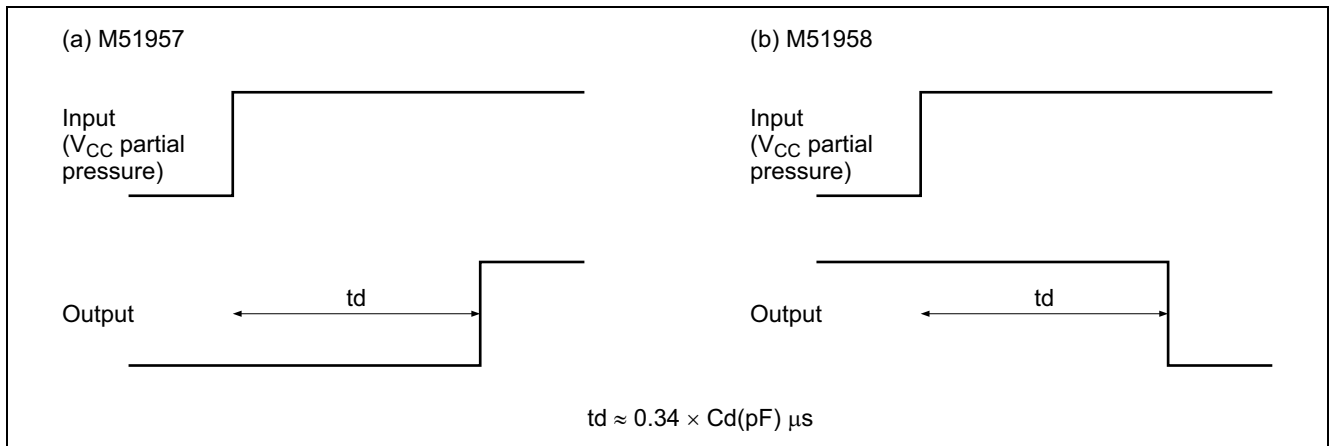 (a) M51957
Input
(VCC partial
pressure)
td
Output
(b) M51958
Input
(VCC partial
pressure)
td
Output
td ≈ 0.34 × Cd(pF) μs